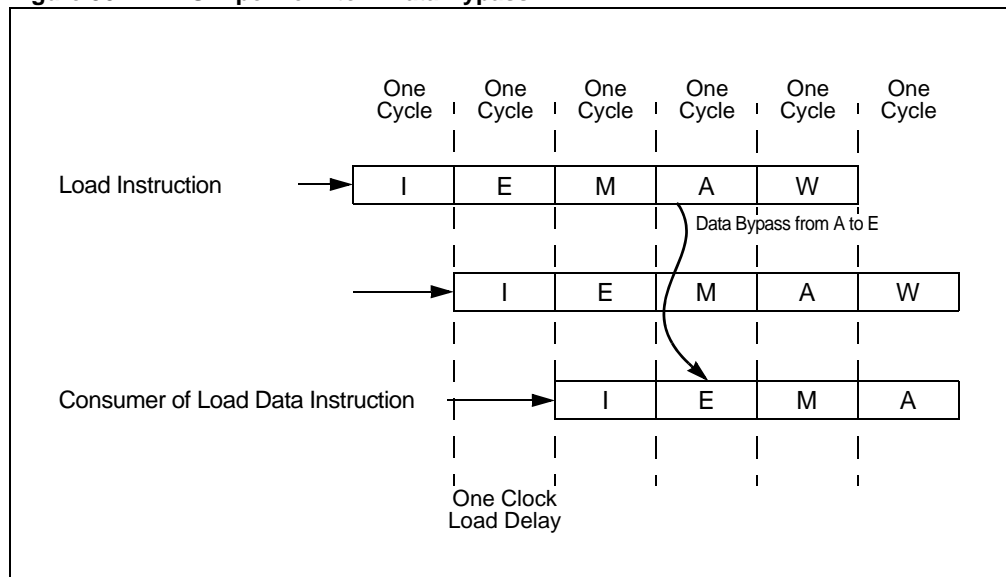 One One One One One One
Cycle Cycle Cycle Cycle Cycle Cycle
Load Instruction I E M A W
Data Bypass from A to E
I E M A W
Consumer of Load Data Instruction I E M A
One Clock
Load Delay